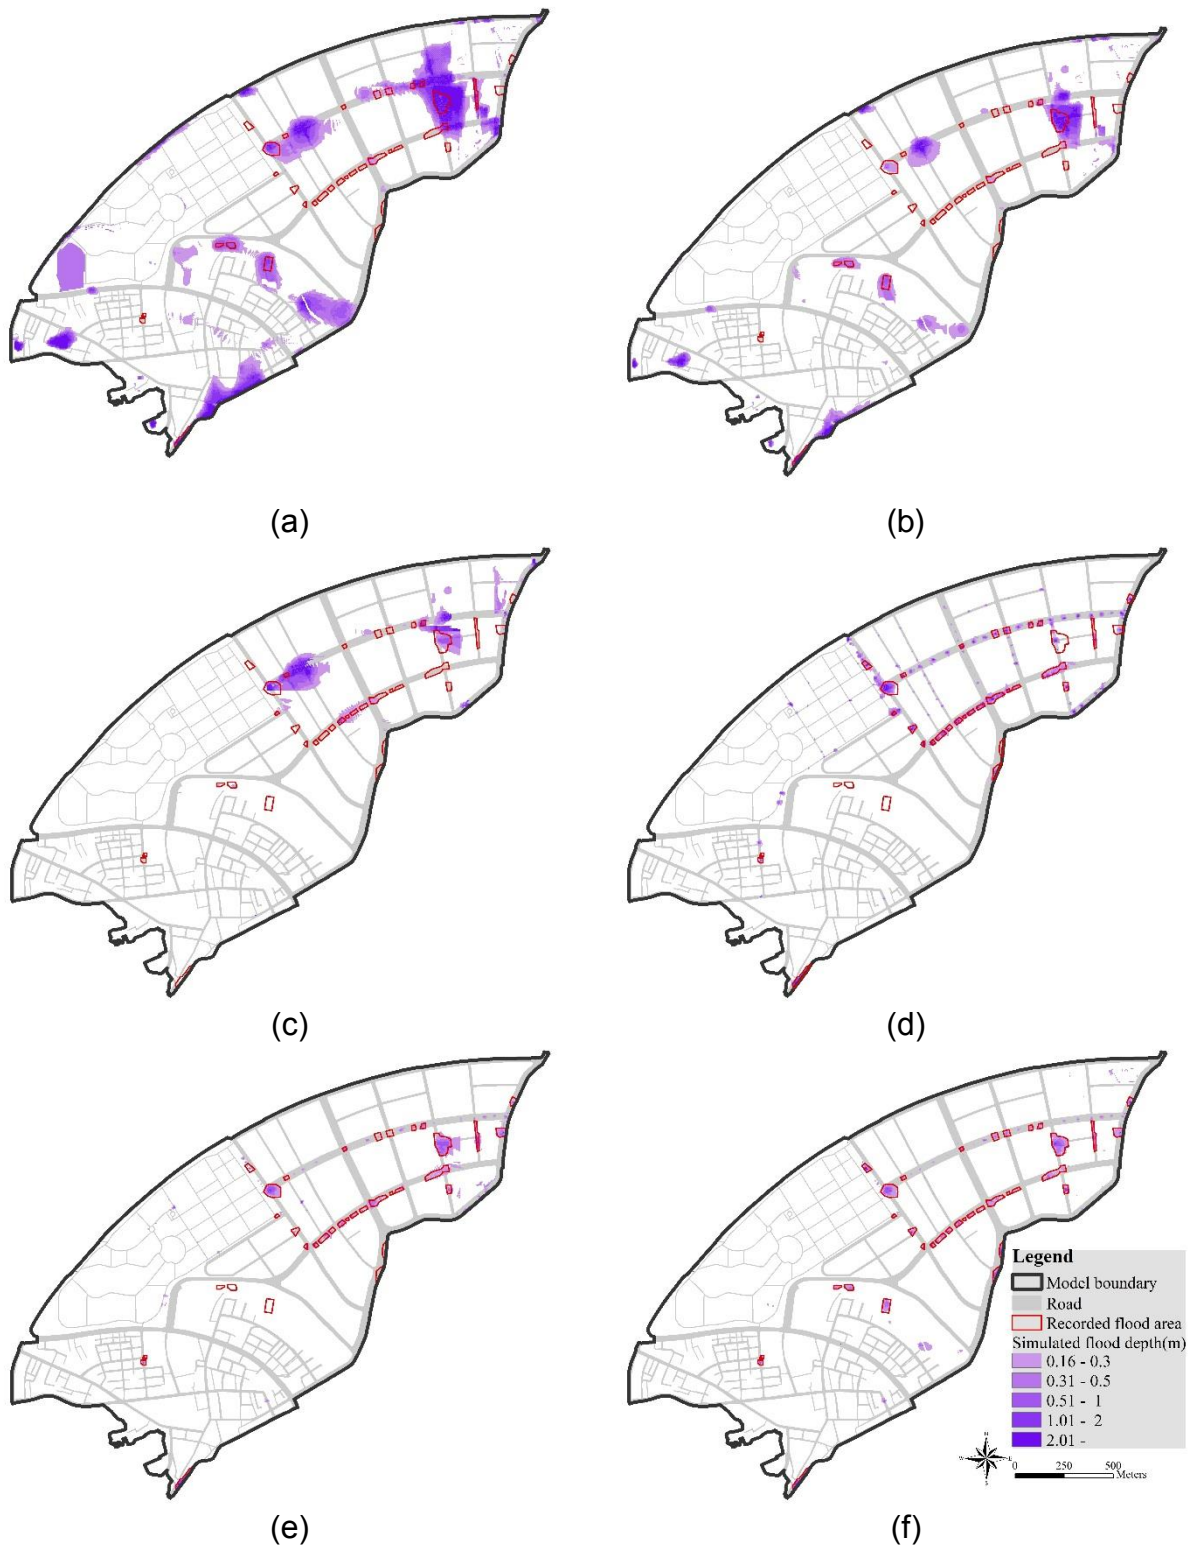 (a)
(b)
(c)
(d)
Legend
Model boundary
Road
Recorded flood area
Simulated flood depth(m)
0.16 - 0.3
0.31 - 0.5
0.51 - 1
1.01 - 2
2.01 -
N
W
E
S
0 250 500
Meters
(e)
(f)